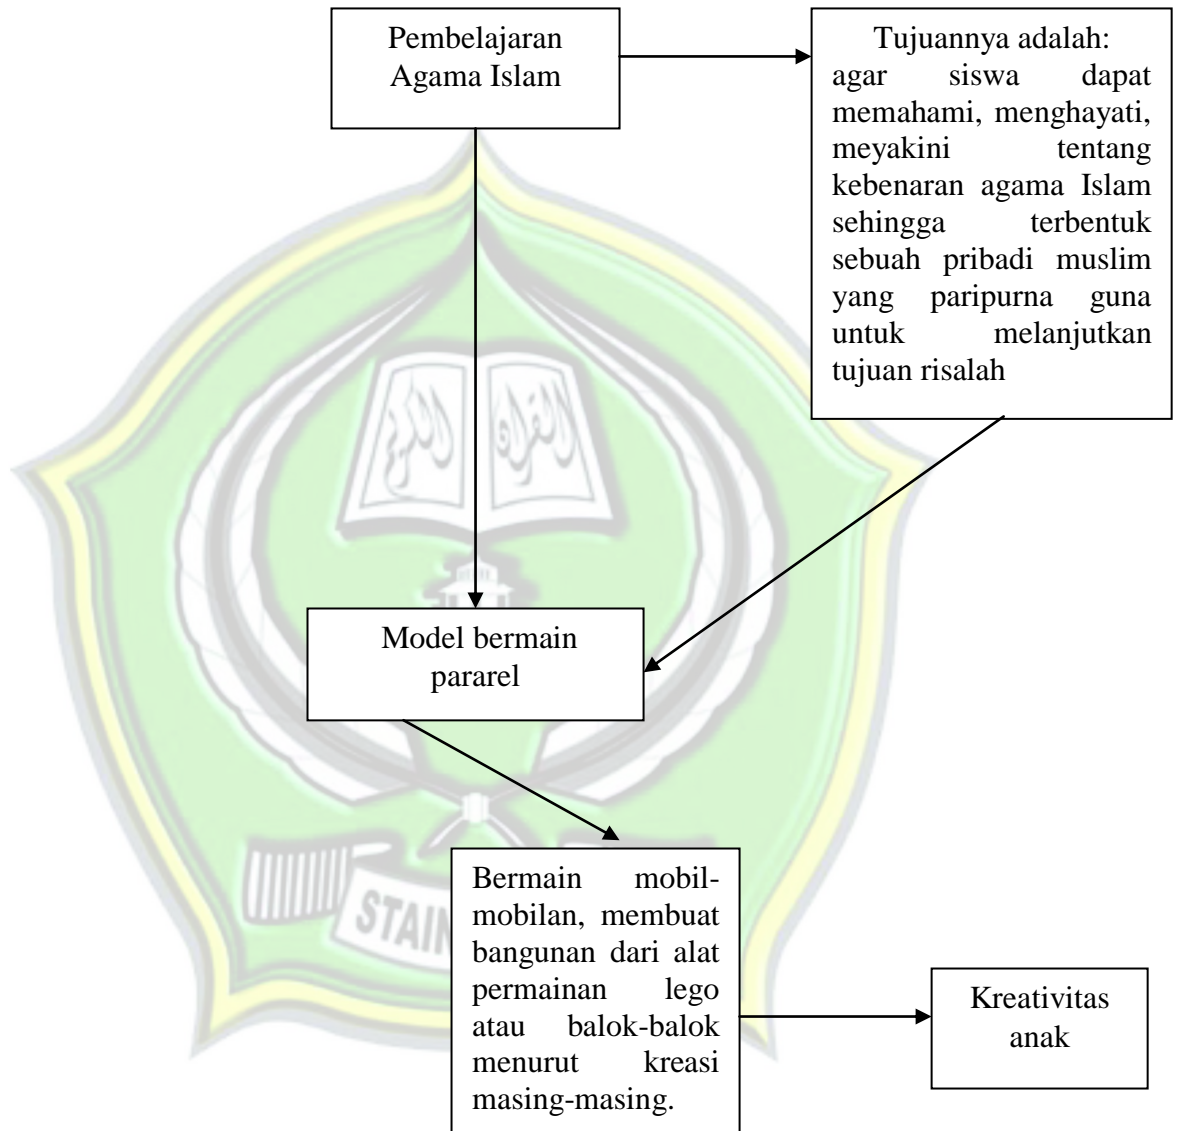 Pembelajaran
Agama Islam
Tujuannya adalah:
agar siswa dapat
memahami, menghayati,
meyakini tentang
kebenaran agama Islam
sehingga terbentuk
sebuah pribadi muslim
yang paripurna guna
untuk melanjutkan
tujuan risalah
القرآن
الكريم
Model bermain
pararel
STAIN
Bermain mobil-
mobilan, membuat
bangunan dari alat
permainan lego
atau balok-balok
menurut kreasi
masing-masing.
Kreativitas
anak